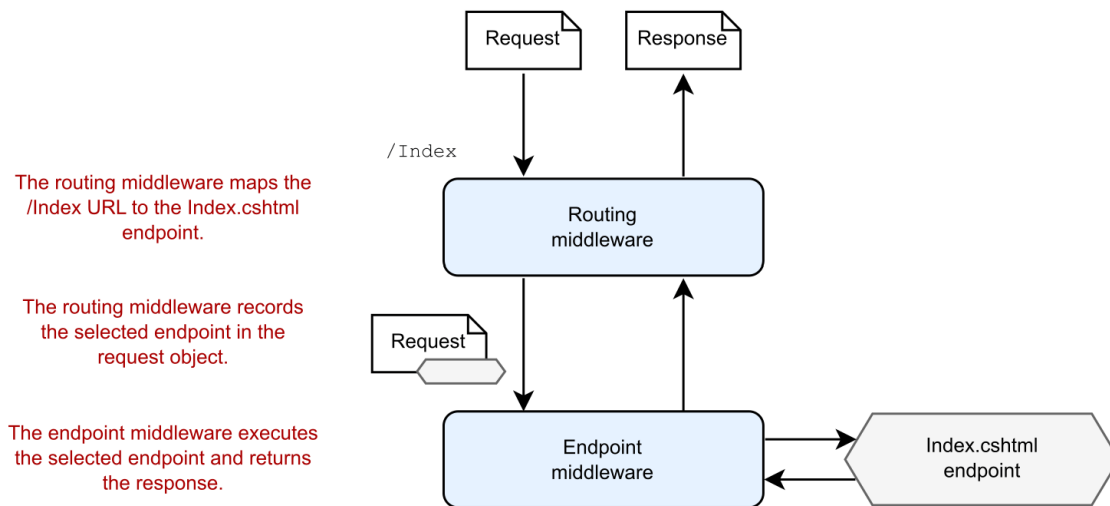 Request
Response
/Index
The routing middleware maps the
/Index URL to the Index.cshtml
endpoint.
Routing
middleware
The routing middleware records
the selected endpoint in the
request object.
Request
The endpoint middleware executes
the selected endpoint and returns
the response.
Endpoint
middleware
Index.cshtml
endpoint